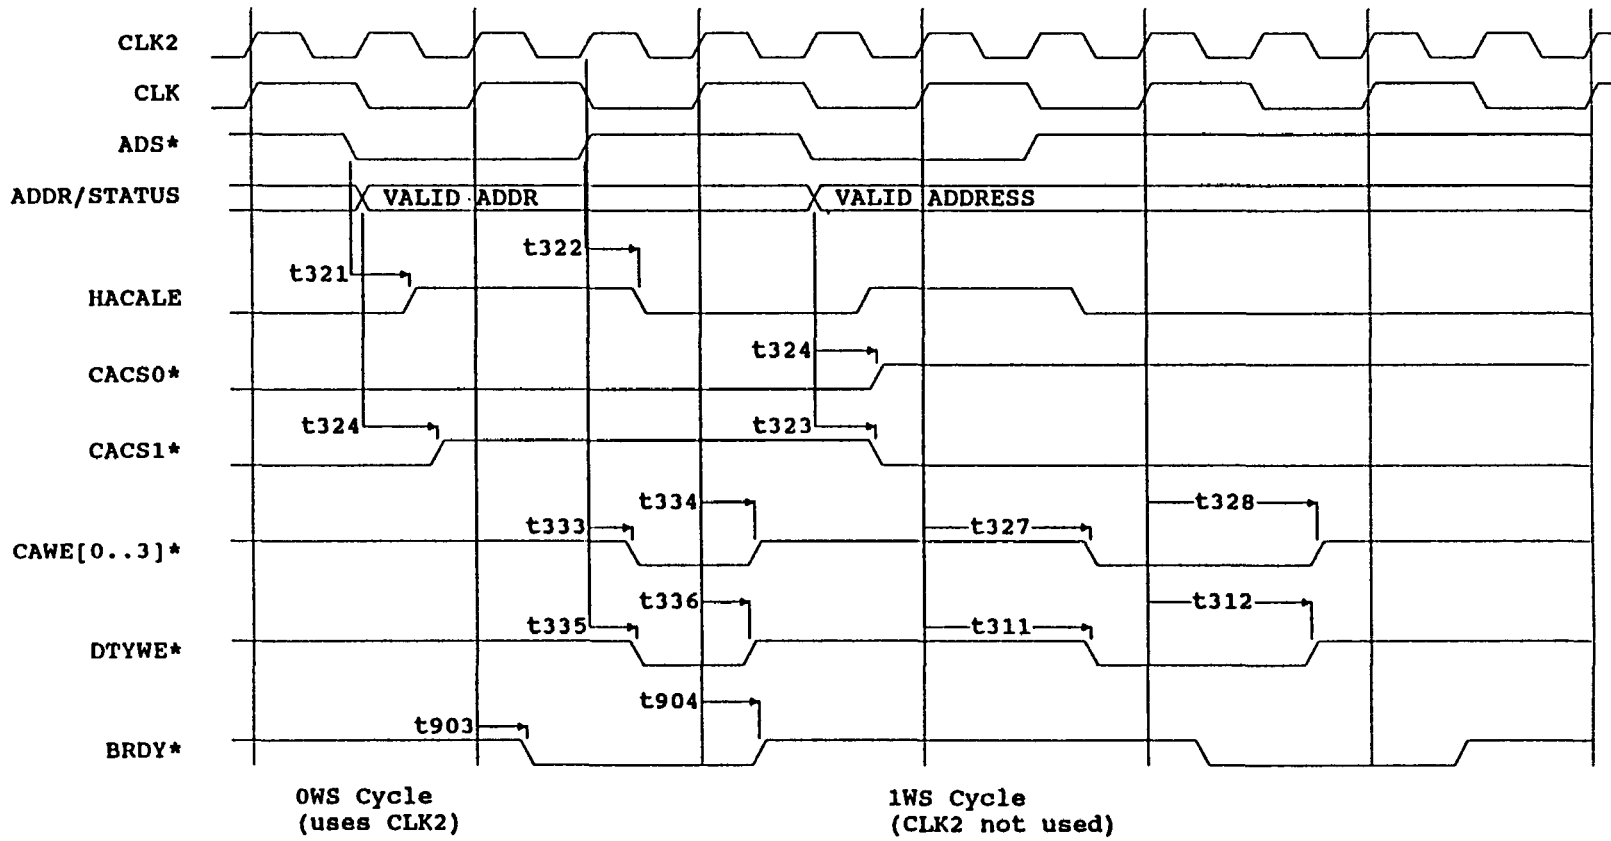 CLK2
CLK
ADS*
ADDR/STATUS VALID ADDR VALID ADDRESS
t322
t321
HACALE
t324
CACS0*
t324 t323
CACS1*
t334 t328
t333 t327
CAWE[0..3]*
t336 t312
t335 t311
DTYWE*
t904
t903
BRDY*
0WS Cycle 1WS Cycle
(uses CLK2) (CLK2 not used)